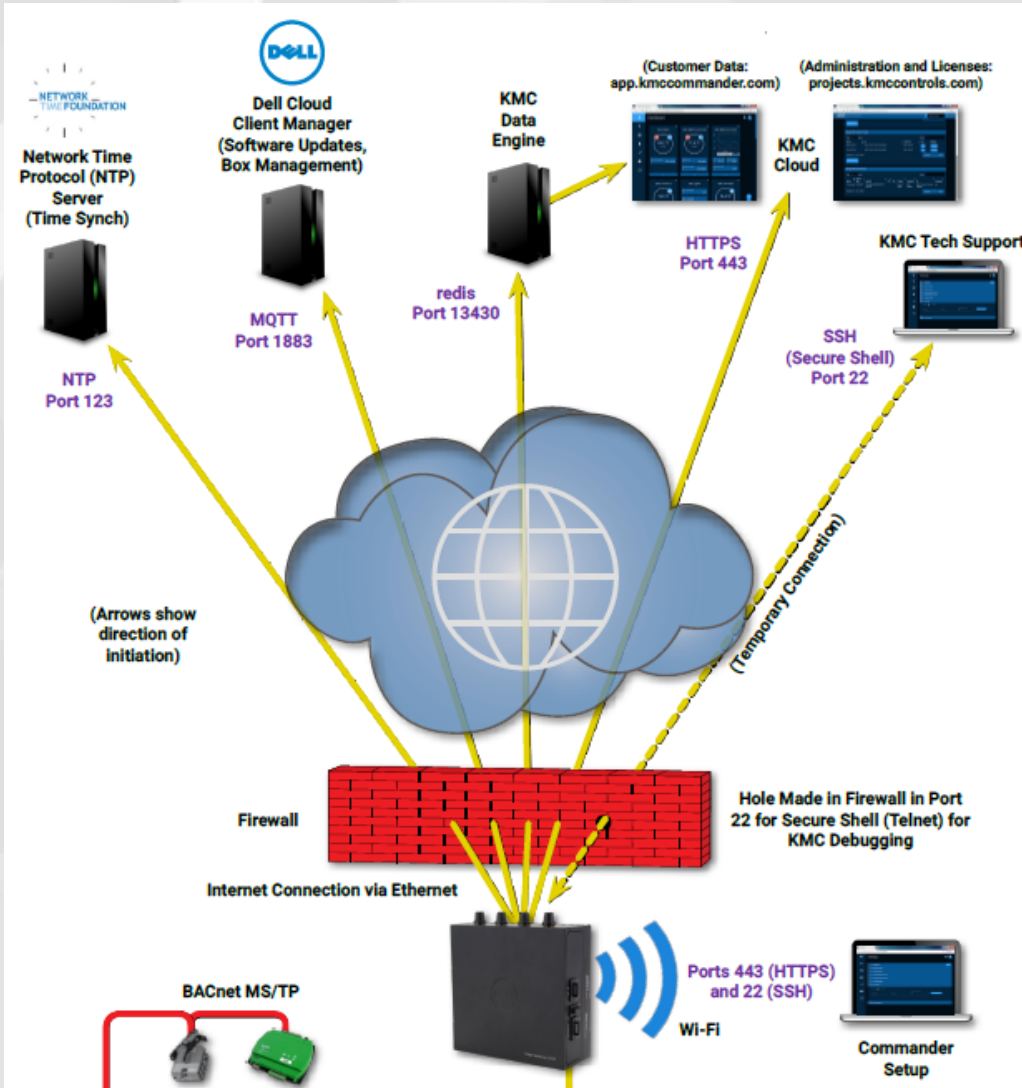 NETWORK
TIME FOUNDATION
Network Time
Protocol (NTP)
Server
(Time Synch)
DELL
Dell Cloud
Client Manager
(Software Updates,
Box Management)
KMC
Data
Engine
(Customer Data:
app.kmccommander.com)
(Administration and Licenses:
projects.kmccontrols.com)
KMC
Cloud
KMC Tech Support
NTP
Port 123
MQTT
Port 1883
redis
Port 13430
HTTPS
Port 443
SSH
(Secure Shell)
Port 22
(Temporary Connection)
(Arrows show
direction of
initiation)
Firewall
Hole Made in Firewall in Port
22 for Secure Shell (Telnet) for
KMC Debugging
Internet Connection via Ethernet
Ports 443 (HTTPS)
and 22 (SSH)
Wi-Fi
Commander
Setup
BACnet MS/TP